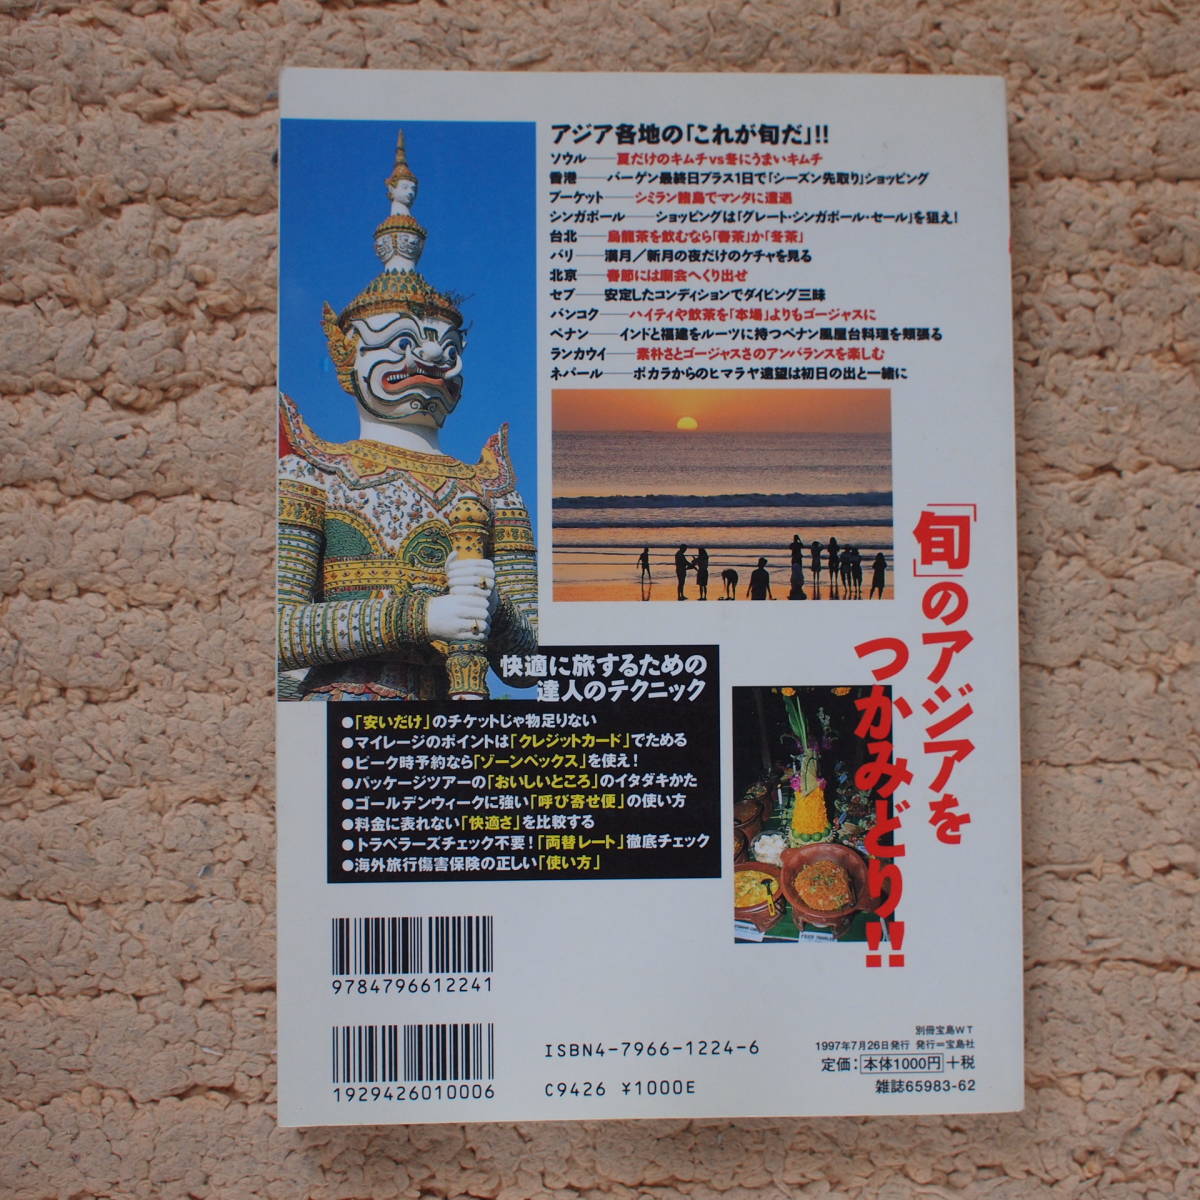 アジア各地の「これが旬だ」!!
ソウル――夏だけのキムチvs冬にうまいキムチ
香港――バーゲン最終日プラス1日で「シーズン先取り」ショッピング
プーケット――シミラン諸島でマンタに遭遇
シンガポール――ショッピングは「グレート・シンガポール・セール」を狙え!
台北――烏龍茶を飲むなら「春茶」か「冬茶」
バリ――満月/新月の夜だけのケチャを見る
北京――春節には廟会へくり出せ
セブ――安定したコンディションでダイビング三昧
バンコク――ハイティや飲茶を「本場」よりもゴージャスに
ペナン――インドと福建をルーツに持つペナン風屋台料理を頬張る
ランカウイ――素朴さとゴージャスさのアンバランスを楽しむ
ネパール――ポカラからのヒマラヤ遠望は初日の出と一緒に
「旬」のアジアを
つかみどり!!
快適に旅するための
達人のテクニック
●「安いだけ」のチケットじゃ物足りない
●マイレージのポイントは「クレジットカード」でためる
●ピーク時予約なら「ゾーンペックス」を使え!
●パッケージツアーの「おいしいところ」のイタダキかた
●ゴールデンウィークに強い「呼び寄せ便」の使い方
●料金に表れない「快適さ」を比較する
●トラベラーズチェック不要!「両替レート」徹底チェック
●海外旅行傷害保険の正しい「使い方」
9784796612241
1929426010006
ISBN4-7966-1224-6
C9426 ¥1000E
別冊宝島WT
1997年7月26日発行 発行=宝島社
定価:本体1000円+税
雑誌65983-62